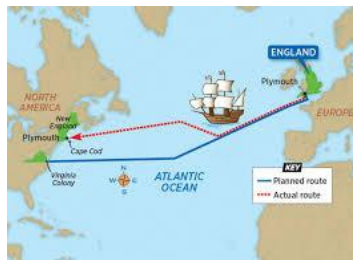 ENGLAND
Plymouth
NORTH
AMERICA
New
England
Plymouth
Cape Cod
EUROPE
Virginia
Colony
N
W
E
S
ATLANTIC
OCEAN
KEY
Planned route
Actual route